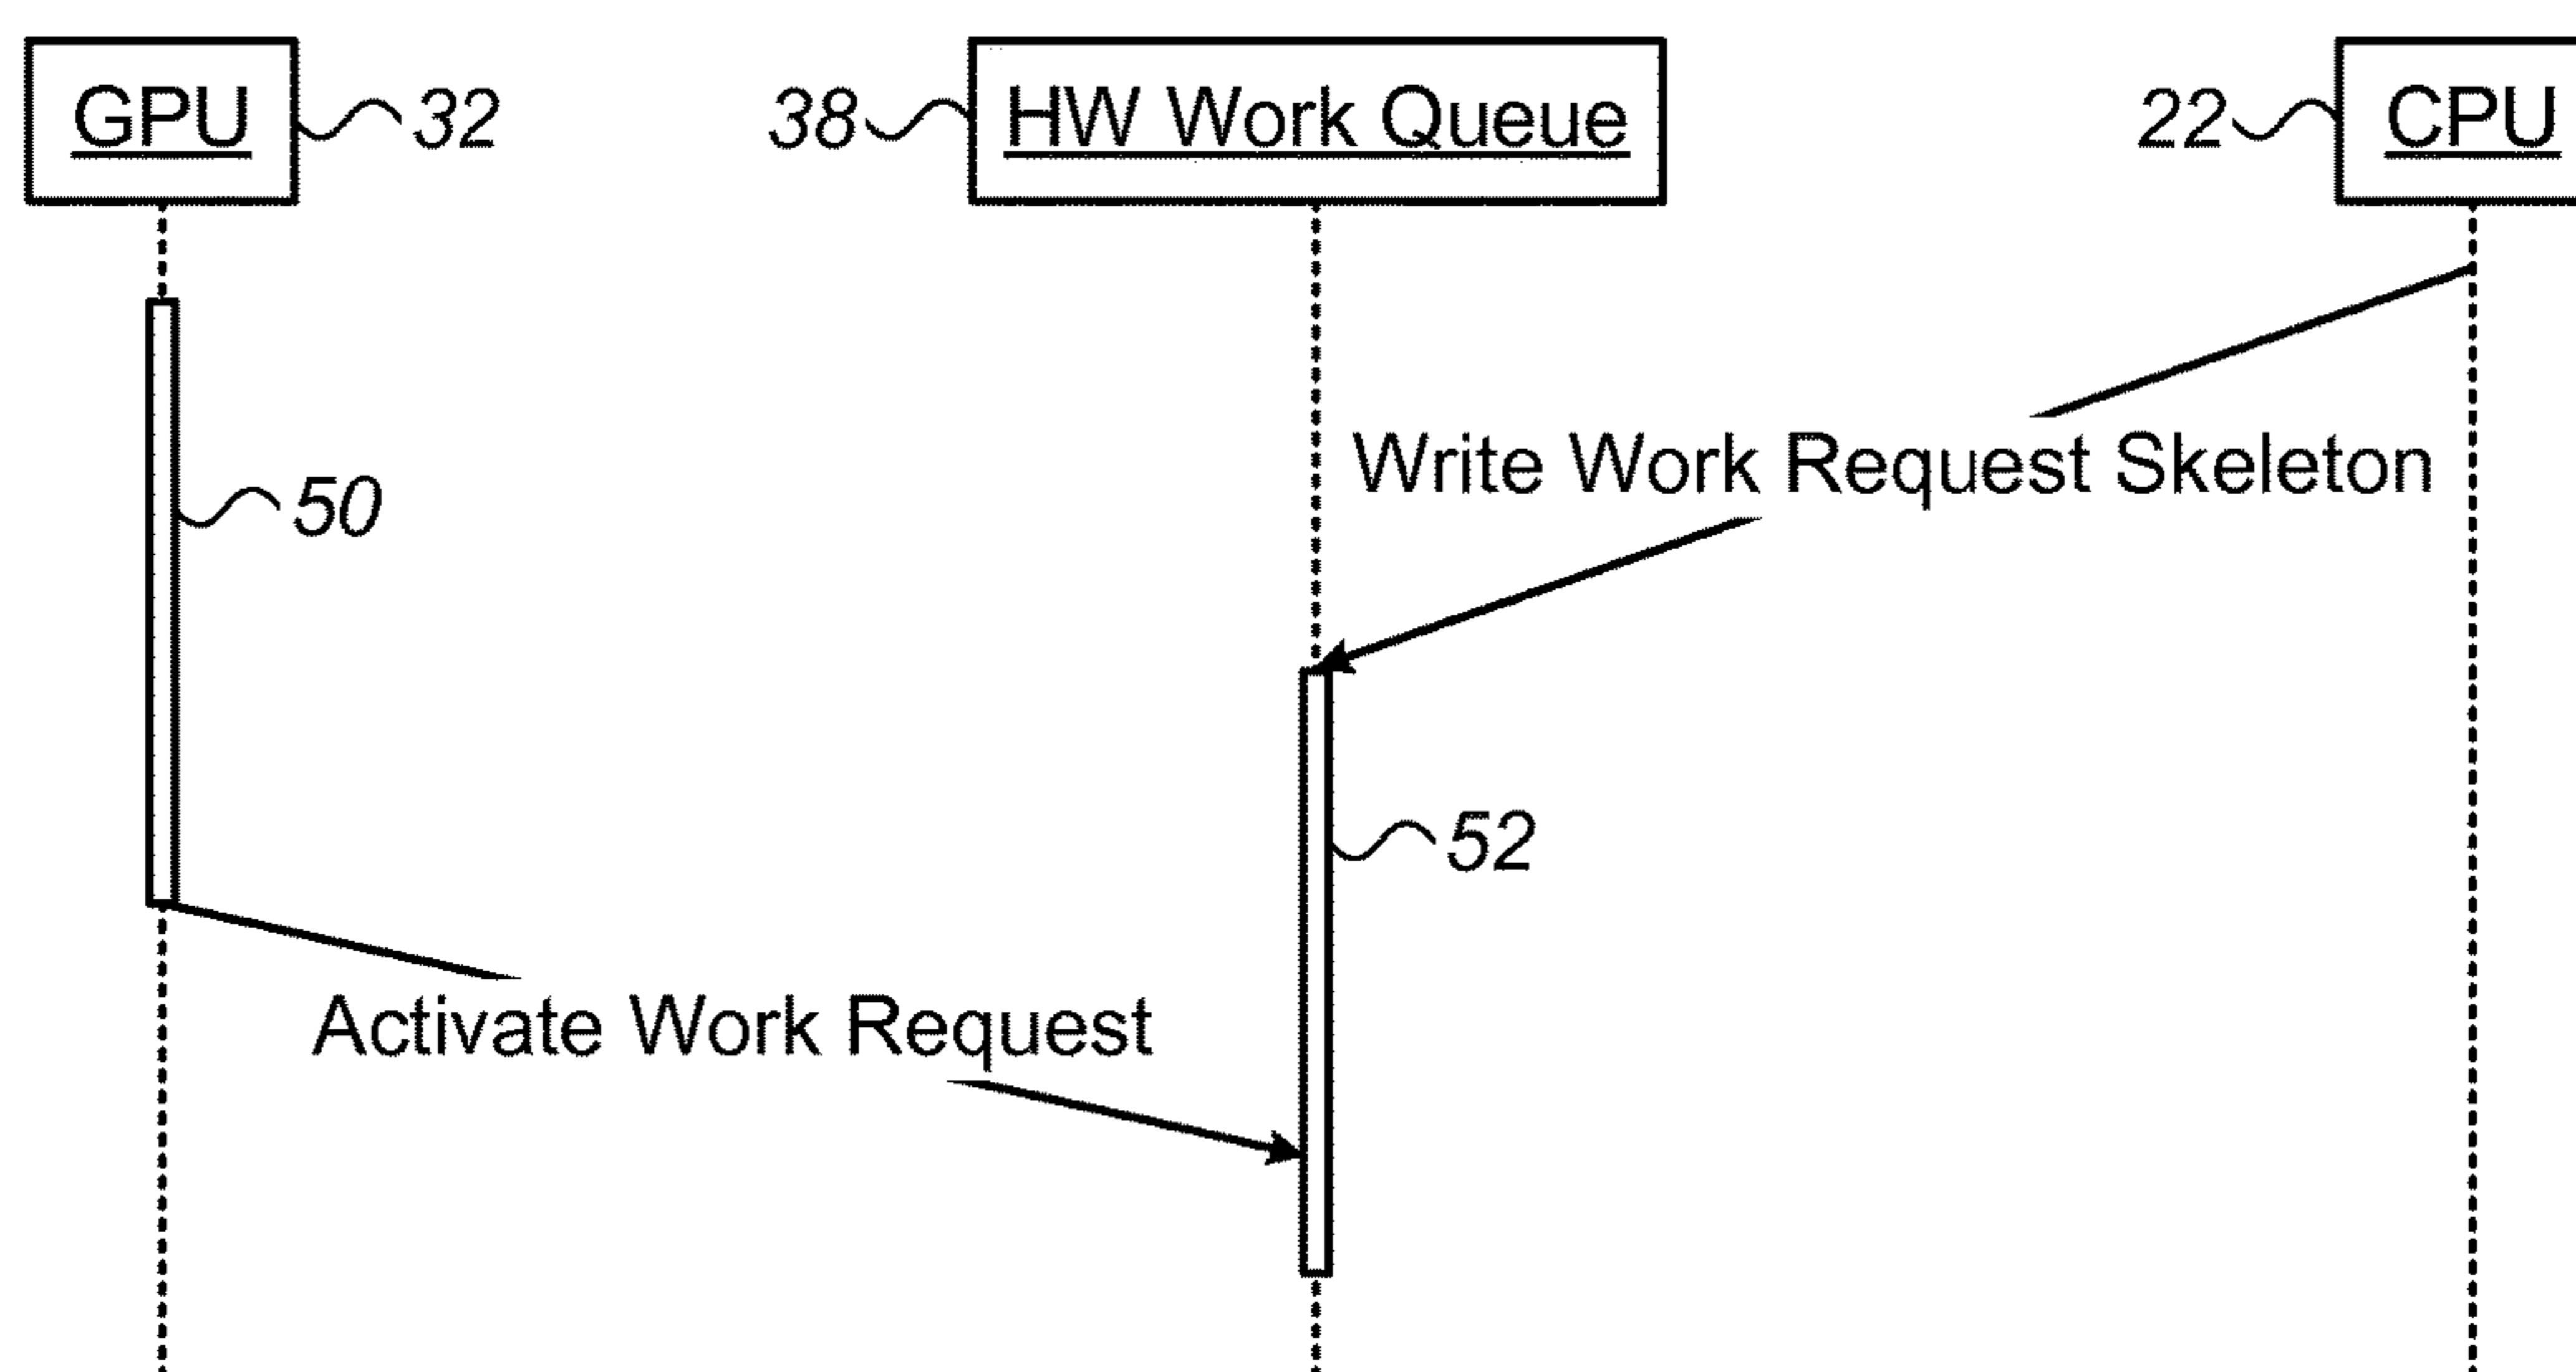 GPU 32 38 HW Work Queue 22 CPU
Write Work Request Skeleton
50
52
Activate Work Request